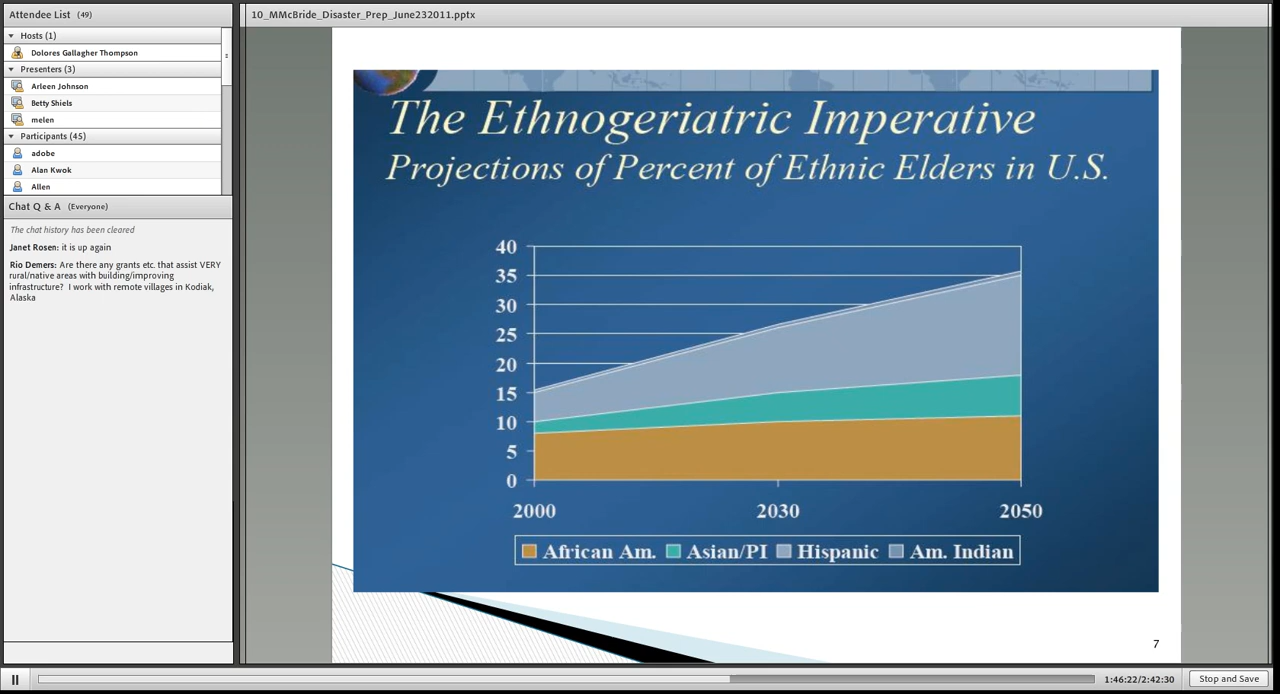 Attendee List (49)
Hosts (1)
Dolores Gallagher Thompson
Presenters (3)
Arleen Johnson
Betty Shiels
melen
Participants (45)
adobe
Alan Kwok
Allen
Chat Q & A (Everyone)
The chat history has been cleared
Janet Rosen: it is up again
Rio Demers: Are there any grants etc. that assist VERY
rural/native areas with building/improving
infrastructure? I work with remote villages in Kodiak,
Alaska
10_MMcBride_Disaster_Prep_June232011.pptx
The Ethnogeriatric Imperative
Projections of Percent of Ethnic Elders in U.S.
40
35
30
25
20
15
10
5
0
2000 2030 2050
African Am. Asian/PI Hispanic Am. Indian
7
1:46:22/2:42:30
Stop and Save